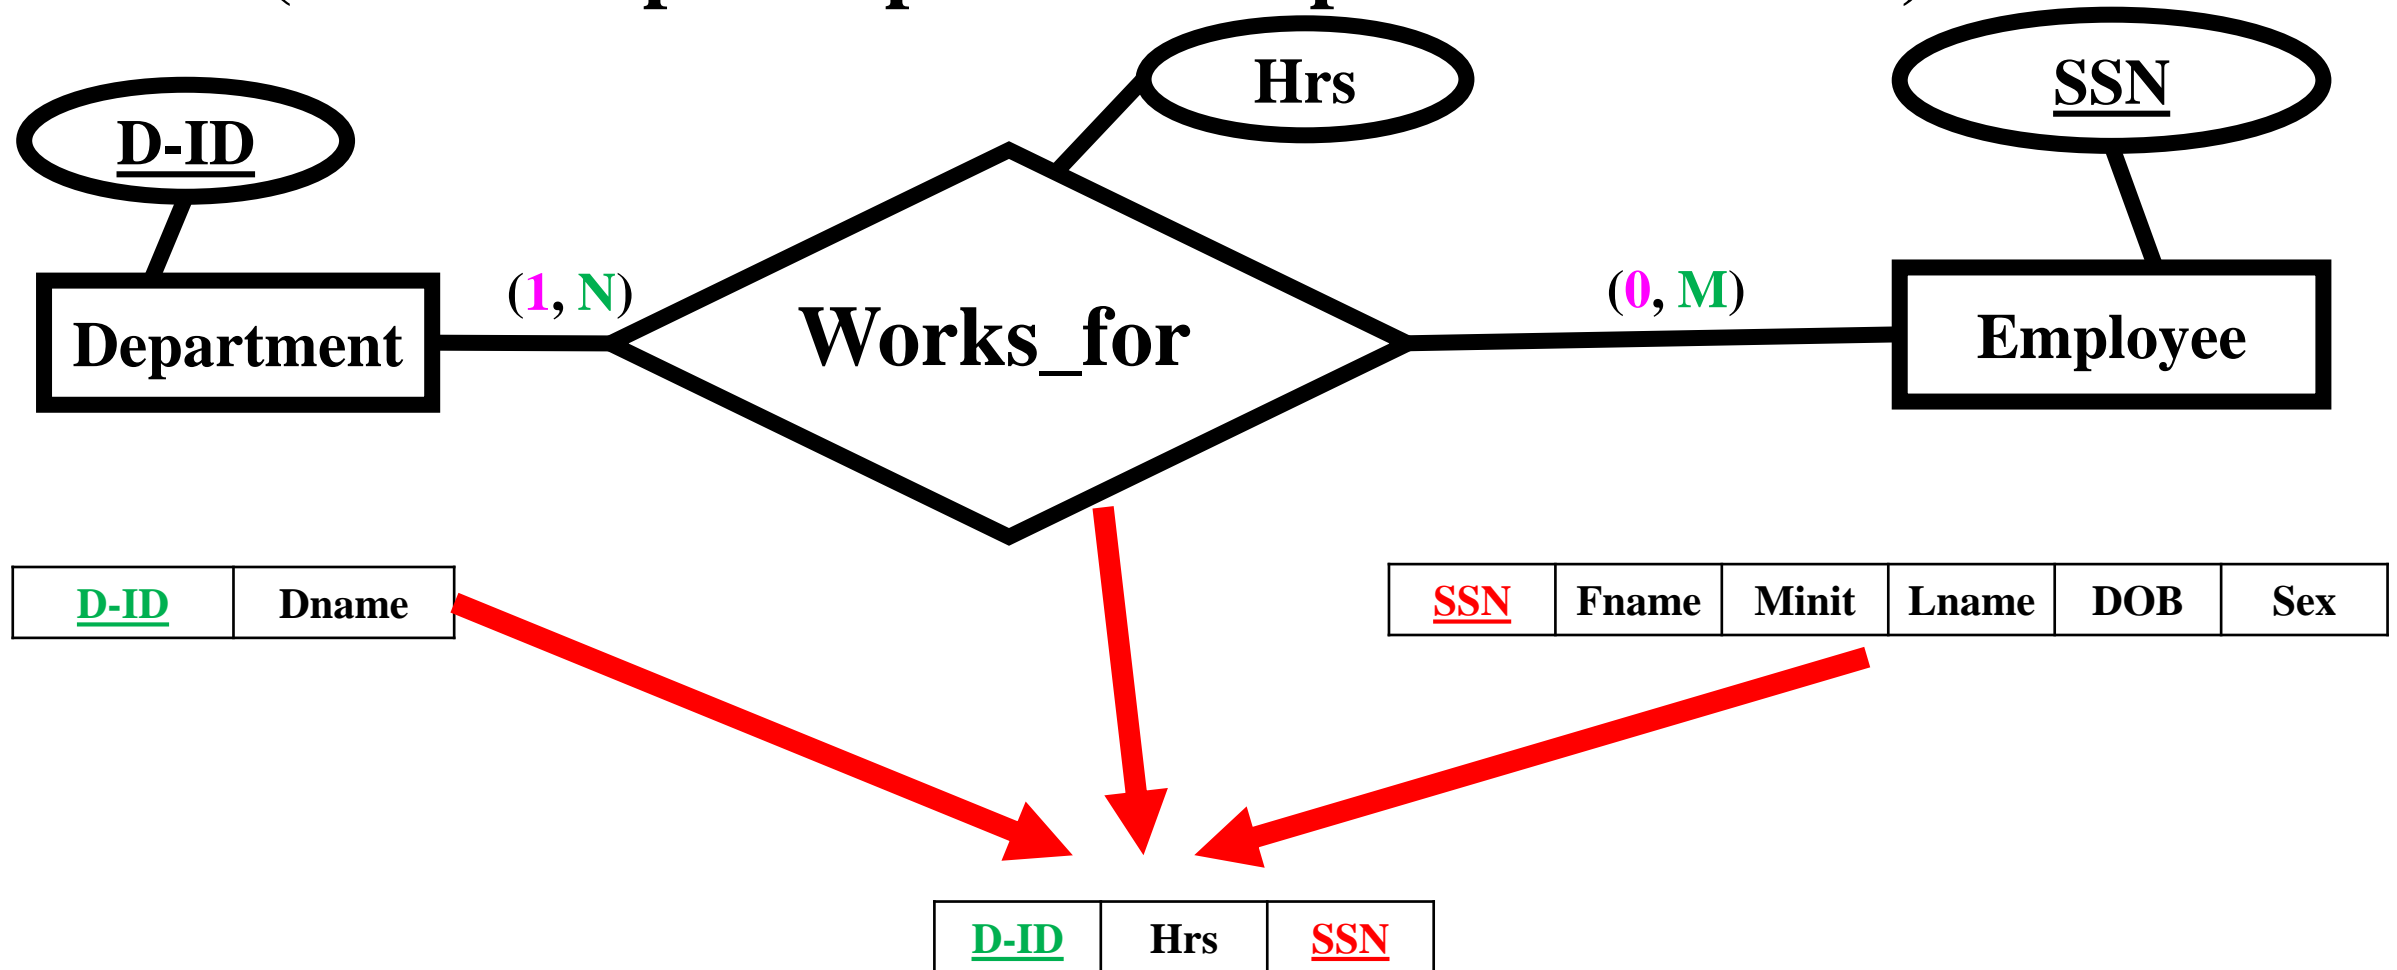 Hrs
SSN
D-ID
(1, N)
(0, M)
Department
Works_for
Employee
D-ID Dname
SSN Fname Minit Lname DOB Sex
D-ID Hrs SSN